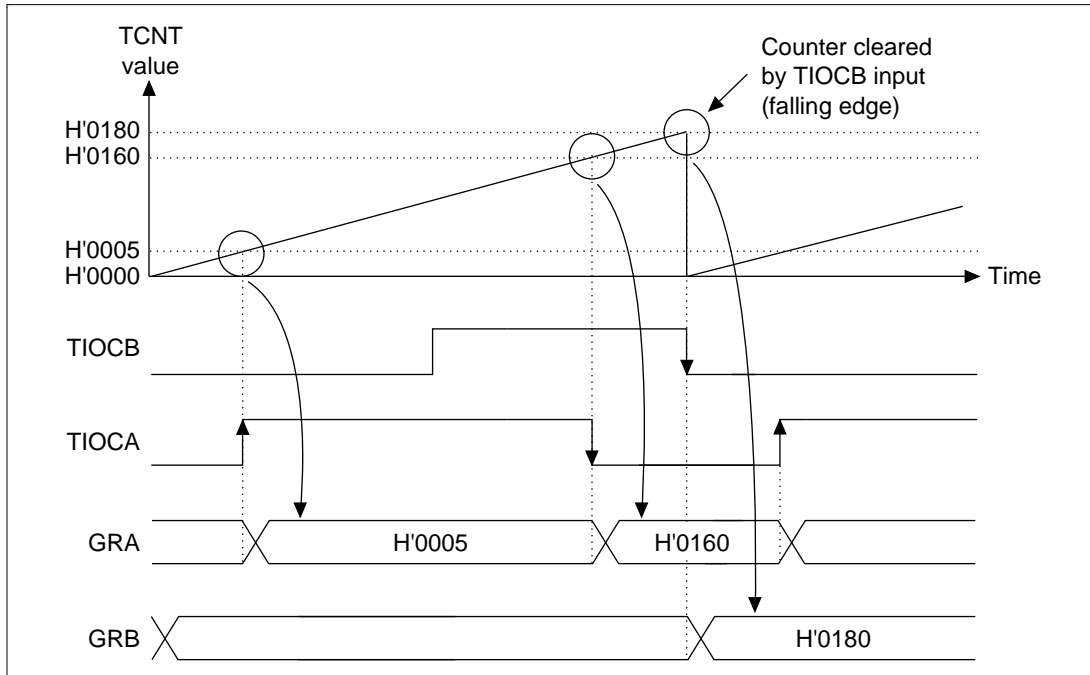 TCNT
value
Counter cleared
by TIOCB input
(falling edge)
H'0180
H'0160
H'0005
H'0000
Time
TIOCB
TIOCA
GRA
H'0005
H'0160
GRB
H'0180